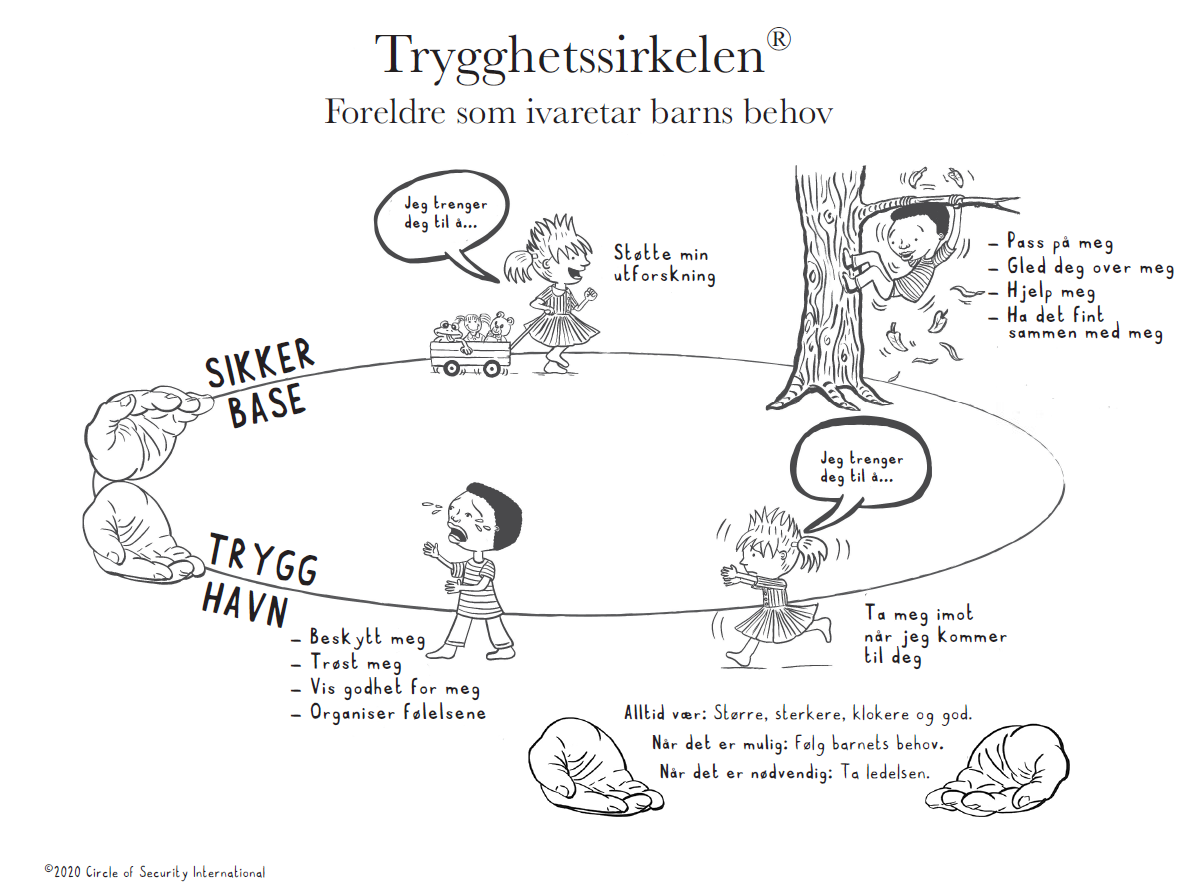 Trygghetssirkelen®
Foreldre som ivaretar barns behov
Jeg trenger
deg til å...
Støtte min
utforskning
– Pass på meg
– Gled deg over meg
– Hjelp meg
– Ha det fint
sammen med meg
SIKKER
BASE
Jeg trenger
deg til å...
TRYGG
HAVN
Ta meg imot
når jeg kommer
til deg
– Beskytt meg
– Trøst meg
– Vis godhet for meg
– Organiser følelsene
Alltid vær: Større, sterkere, klokere og god.
Når det er mulig: Følg barnets behov.
Når det er nødvendig: Ta ledelsen.
©2020 Circle of Security International